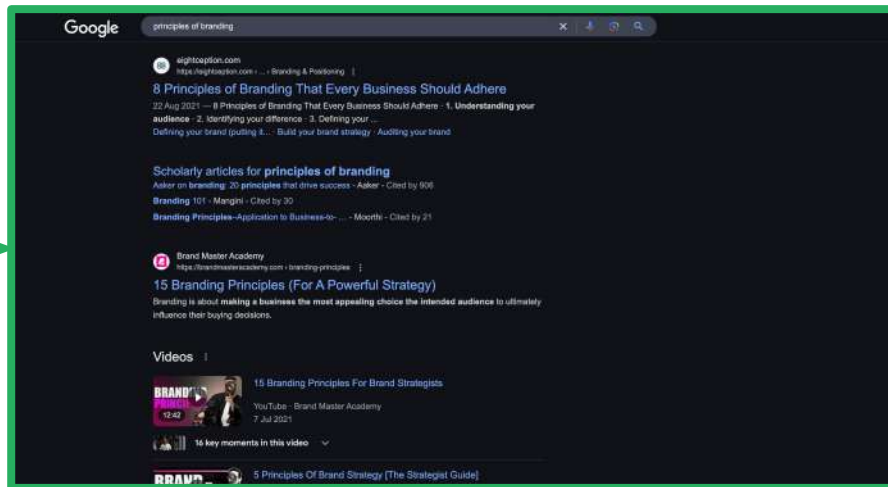 Google
principles of branding
eightception.com
https://eightception.com › ... › Branding & Positioning
8 Principles of Branding That Every Business Should Adhere
22 Aug 2021 — 8 Principles of Branding That Every Business Should Adhere · 1. Understanding your
audience · 2. Identifying your difference · 3. Defining your ...
Defining your brand (putting it... · Build your brand strategy · Auditing your brand
Scholarly articles for principles of branding
Aaker on branding: 20 principles that drive success - Aaker - Cited by 906
Branding 101 - Mangini - Cited by 30
Branding Principles–Application to Business-to- ... - Moorthi - Cited by 21
Brand Master Academy
https://brandmasteracademy.com › branding-principles
15 Branding Principles (For A Powerful Strategy)
Branding is about making a business the most appealing choice the intended audience to ultimately
influence their buying decisions.
Videos
BRAND
PRINCI
12:42
15 Branding Principles For Brand Strategists
YouTube · Brand Master Academy
7 Jul 2021
16 key moments in this video
BRAND
5 Principles Of Brand Strategy [The Strategist Guide]